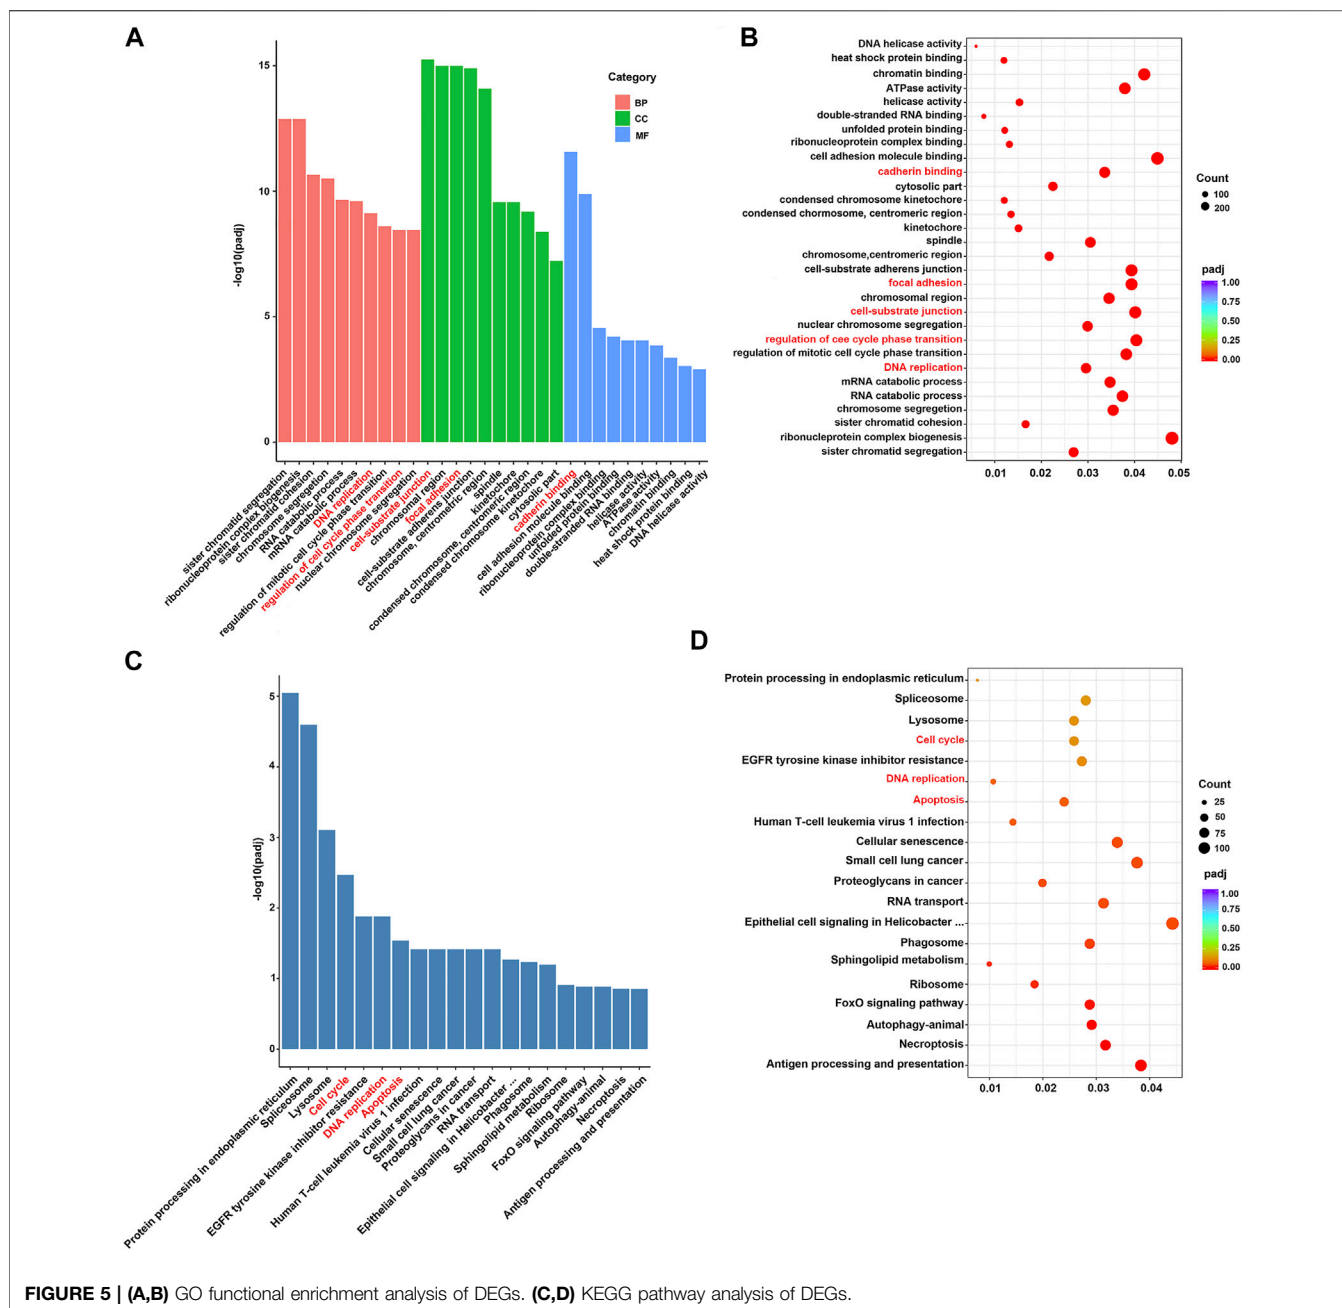 A
15
10
5
0
-log10(padj)
Category
BP
CC
MF
sister chromatid segregation
ribonucleoprotein complex biogenesis
sister chromatid cohesion
chromosome segregation
RNA catabolic process
mRNA catabolic process
DNA replication
regulation of mitotic cell cycle phase transition
regulation of cell cycle phase transition
nuclear chromosome segregation
cell-substrate junction
chromosomal region
focal adhesion
cell-substrate adherens junction
chromosome, centrometric region
spindle
kinetochore
condensed chromosome, centromeric region
condensed chromosome kinetochore
cytosolic part
cadherin binding
cell adhesion molecule binding
ribonucleoprotein complex binding
unfolded protein binding
double-stranded RNA binding
helicase activity
ATPase activity
chromatin binding
heat shock protein binding
DNA helicase activity
B
DNA helicase activity
heat shock protein binding
chromatin binding
ATPase activity
helicase activity
double-stranded RNA binding
unfolded protein binding
ribonucleoprotein complex binding
cell adhesion molecule binding
cadherin binding
cytosolic part
condensed chromosome kinetochore
condensed chormosome, centromeric region
kinetochore
spindle
chromosome,centromeric region
cell-substrate adherens junction
focal adhesion
chromosomal region
cell-substrate junction
nuclear chromosome segregation
regulation of cee cycle phase transition
regulation of mitotic cell cycle phase transition
DNA replication
mRNA catabolic process
RNA catabolic process
chromosome segregetion
sister chromatid cohesion
ribonucleprotein complex biogenesis
sister chromatid segregation
0.01 0.02 0.03 0.04 0.05
Count
100
200
padj
1.00
0.75
0.50
0.25
0.00
C
5
4
3
2
1
0
-log10(padj)
Protein processing in endoplasmic reticulum
Spliceosome
Lysosome
Cell cycle
EGFR tyrosine kinase inhibitor resistance
DNA replication
Apoptosis
Human T-cell leukemia virus 1 infection
Cellular senescence
Small cell lung cancer
Proteoglycans in cancer
RNA transport
Epithelial cell signaling in Helicobacter ...
Phagosome
Sphingolipid metabolism
Ribosome
FoxO signaling pathway
Autophagy-animal
Necroptosis
Antigen processing and presentation
D
Protein processing in endoplasmic reticulum
Spliceosome
Lysosome
Cell cycle
EGFR tyrosine kinase inhibitor resistance
DNA replication
Apoptosis
Human T-cell leukemia virus 1 infection
Cellular senescence
Small cell lung cancer
Proteoglycans in cancer
RNA transport
Epithelial cell signaling in Helicobacter ...
Phagosome
Sphingolipid metabolism
Ribosome
FoxO signaling pathway
Autophagy-animal
Necroptosis
Antigen processing and presentation
0.01 0.02 0.03 0.04
Count
25
50
75
100
padj
1.00
0.75
0.50
0.25
0.00
FIGURE 5 | (A,B) GO functional enrichment analysis of DEGs. (C,D) KEGG pathway analysis of DEGs.